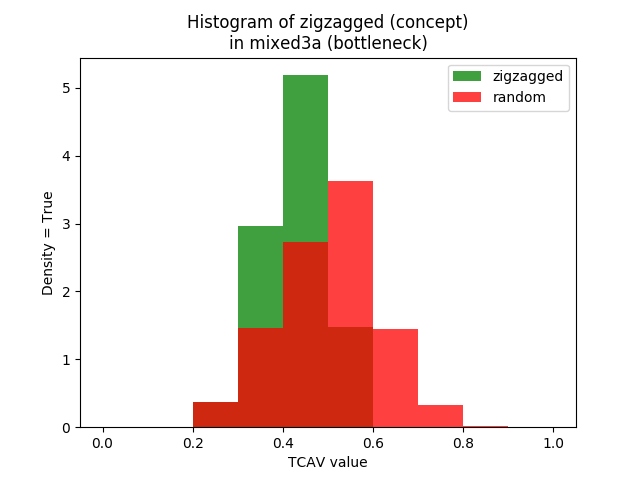 Histogram of zigzagged (concept)
in mixed3a (bottleneck)
zigzagged
random
Density = True
5
4
3
2
1
0
0.0 0.2 0.4 0.6 0.8 1.0
TCAV value